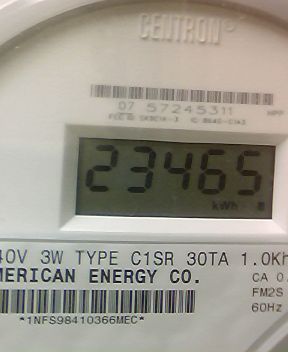 CENTRON®
07 57245311
23465
kWh
40V 3W TYPE C1SR 30TA 1.0Kh
MERICAN ENERGY CO.
CA 0.
FM2S
60Hz
*1NFS98410366MEC*